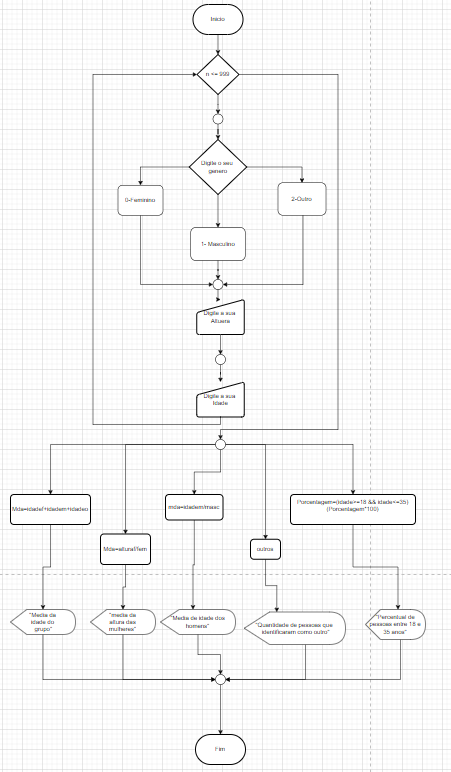 Inicio
n <= 999
Digite o seu
genero
0-Feminino
2-Outro
1- Masculino
Digite a sua
Altuera
Digite a sua
Idade
Mda=idadef+idadem+idadeo
Mda=alturaf/fem
mda=idadem/masc
outros
Porcentagem=(idade>=18 && idade<=35)
(Porcentagem*100)
"Media da
idade do
grupo"
"media da
altura das
mulheres"
"Media de idade dos
homens"
"Quantidade de pessoas que
identificaram como outro"
"Percentual de
pessoas entre 18 e
35 anos"
Fim